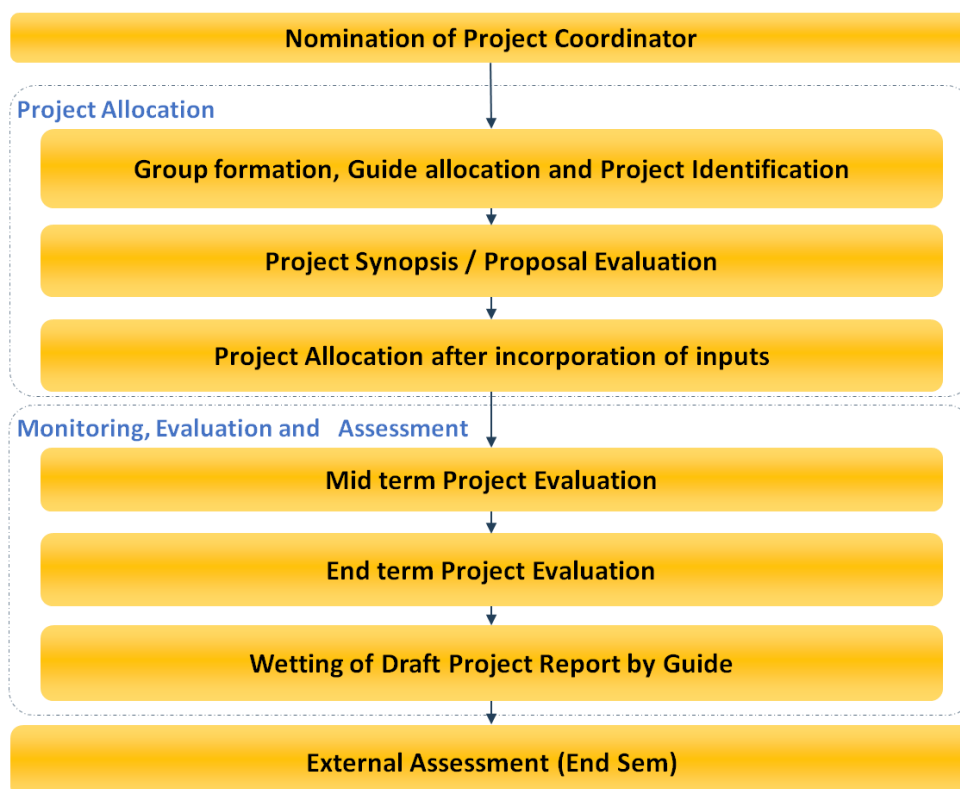 Nomination of Project Coordinator
Project Allocation
Group formation, Guide allocation and Project Identification
Project Synopsis / Proposal Evaluation
Project Allocation after incorporation of inputs
Monitoring, Evaluation and Assessment
Mid term Project Evaluation
End term Project Evaluation
Wetting of Draft Project Report by Guide
External Assessment (End Sem)